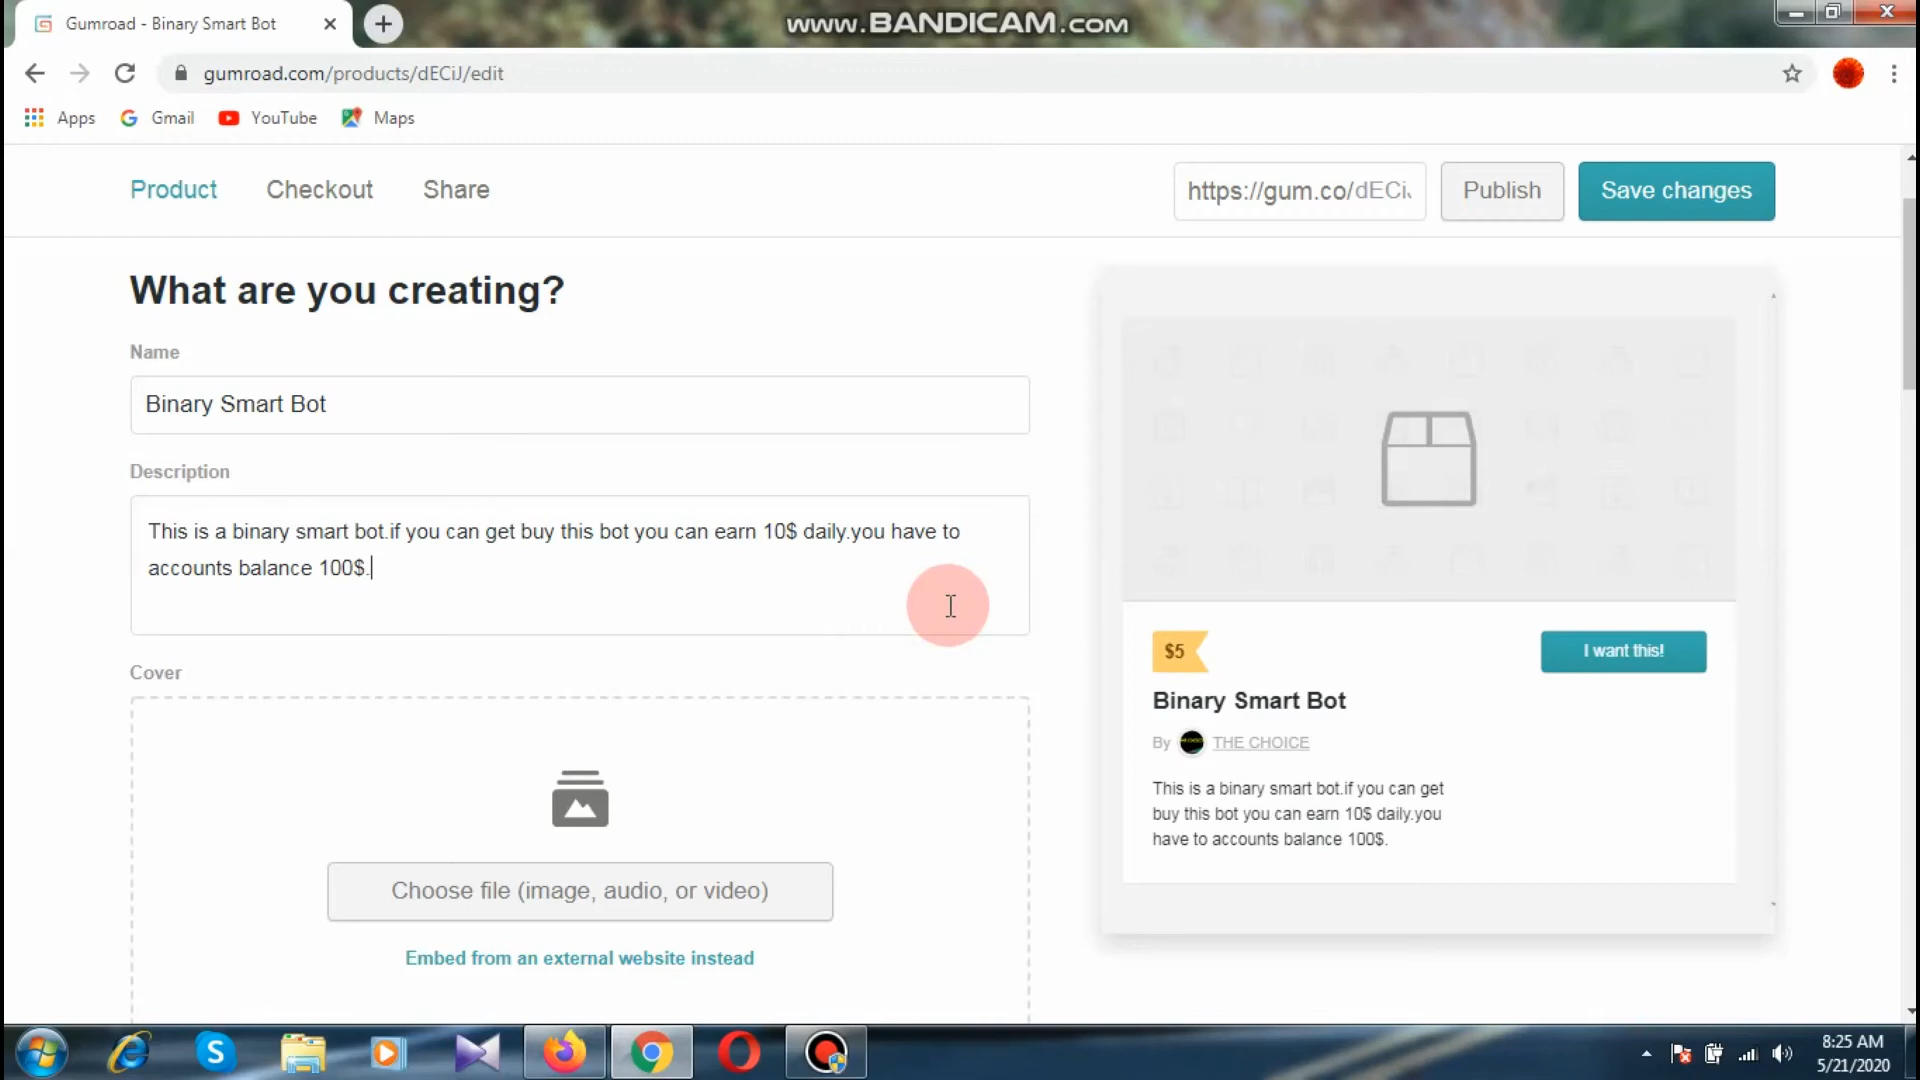 Gumroad - Binary Smart Bot
www.BANDICAM.com
gumroad.com/products/dECiJ/edit
Apps
Gmail
YouTube
Maps
Product
Checkout
Share
https://gum.co/dECiJ
Publish
Save changes
What are you creating?
Name
Binary Smart Bot
Description
This is a binary smart bot.if you can get buy this bot you can earn 10$ daily.you have to
accounts balance 100$.
Cover
Choose file (image, audio, or video)
Embed from an external website instead
$5
I want this!
Binary Smart Bot
By THE CHOICE
This is a binary smart bot.if you can get
buy this bot you can earn 10$ daily.you
have to accounts balance 100$.
8:25 AM
5/21/2020